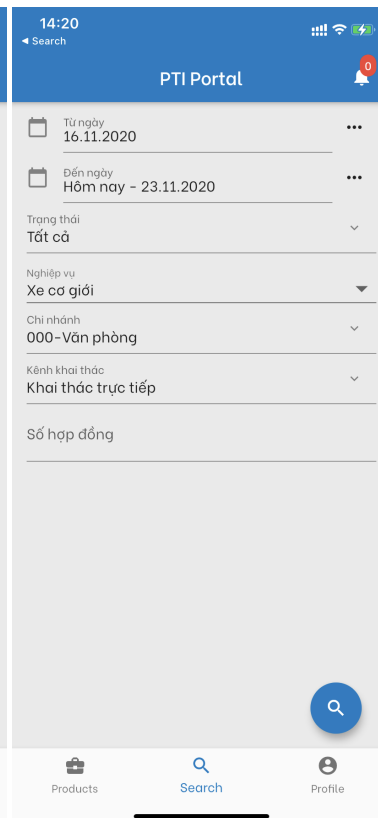 14:20
◄ Search
PTI Portal
0
Từ ngày
16.11.2020
Đến ngày
Hôm nay - 23.11.2020
Trạng thái
Tất cả
Nghiệp vụ
Xe cơ giới
Chi nhánh
000-Văn phòng
Kênh khai thác
Khai thác trực tiếp
Số hợp đồng
Products
Search
Profile